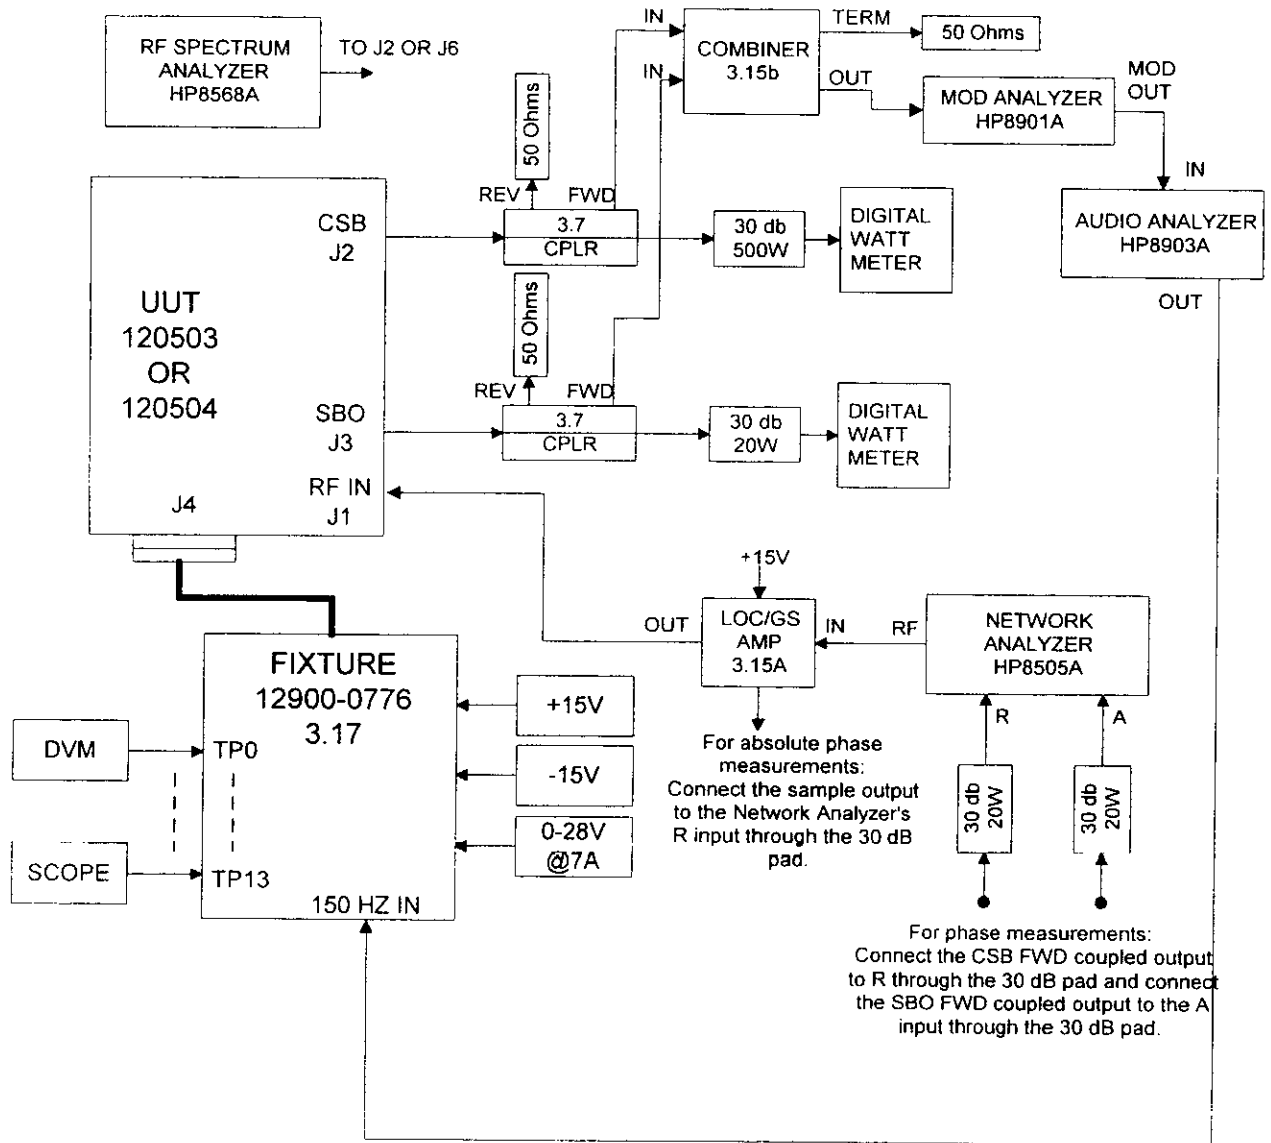 RF SPECTRUM
ANALYZER
HP8568A
TO J2 OR J6
IN
IN
COMBINER
3.15b
TERM
50 Ohms
OUT
MOD ANALYZER
HP8901A
MOD
OUT
IN
AUDIO ANALYZER
HP8903A
OUT
50 Ohms
REV
FWD
3.7
CPLR
30 db
500W
DIGITAL
WATT
METER
UUT
120503
OR
120504
CSB
J2
SBO
J3
RF IN
J1
J4
50 Ohms
REV
FWD
3.7
CPLR
30 db
20W
DIGITAL
WATT
METER
+15V
OUT
LOC/GS
AMP
3.15A
IN
RF
NETWORK
ANALYZER
HP8505A
R
A
30 db
20W
30 db
20W
For absolute phase
measurements:
Connect the sample output
to the Network Analyzer's
R input through the 30 dB
pad.
For phase measurements:
Connect the CSB FWD coupled output
to R through the 30 dB pad and connect
the SBO FWD coupled output to the A
input through the 30 dB pad.
FIXTURE
12900-0776
3.17
DVM
TP0
SCOPE
TP13
150 HZ IN
+15V
-15V
0-28V
@7A